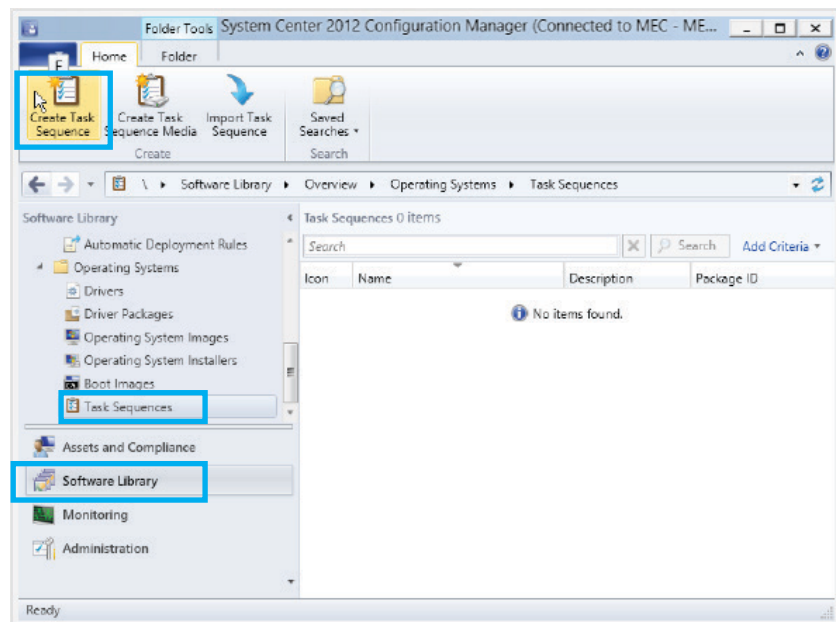 Folder Tools System Center 2012 Configuration Manager (Connected to MEC - ME...
F
Home Folder
Create Task Sequence
Create Task Sequence Media
Import Task Sequence
Saved Searches
Create
Search
\ Software Library Overview Operating Systems Task Sequences
Software Library
Automatic Deployment Rules
Operating Systems
Drivers
Driver Packages
Operating System Images
Operating System Installers
Boot Images
Task Sequences
Assets and Compliance
Software Library
Monitoring
Administration
Task Sequences 0 items
Search
Search
Add Criteria
Icon Name Description Package ID
No items found.
Ready